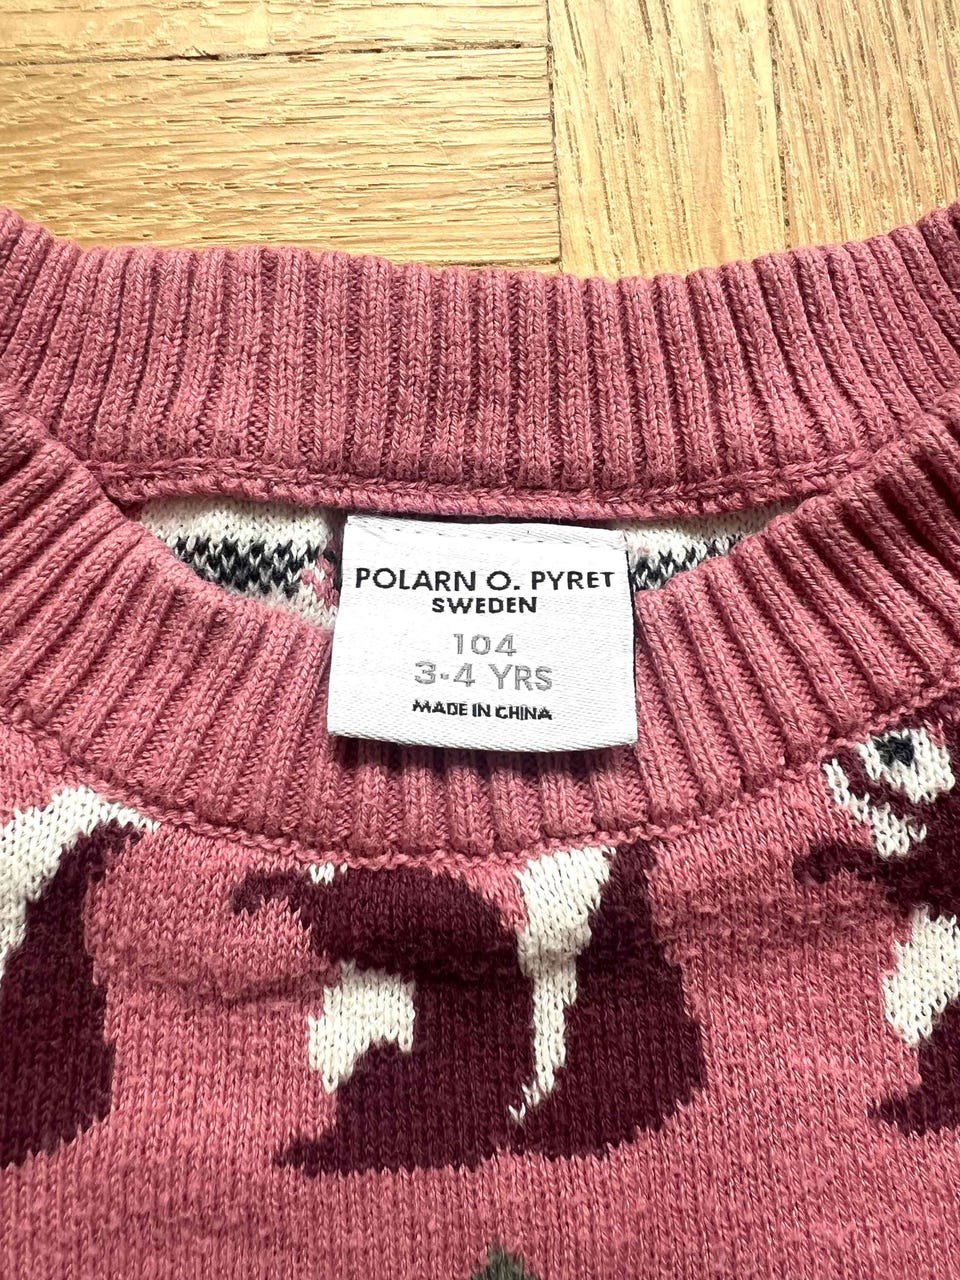 POLARN O. PYRET
SWEDEN
104
3-4 YRS
MADE IN CHINA